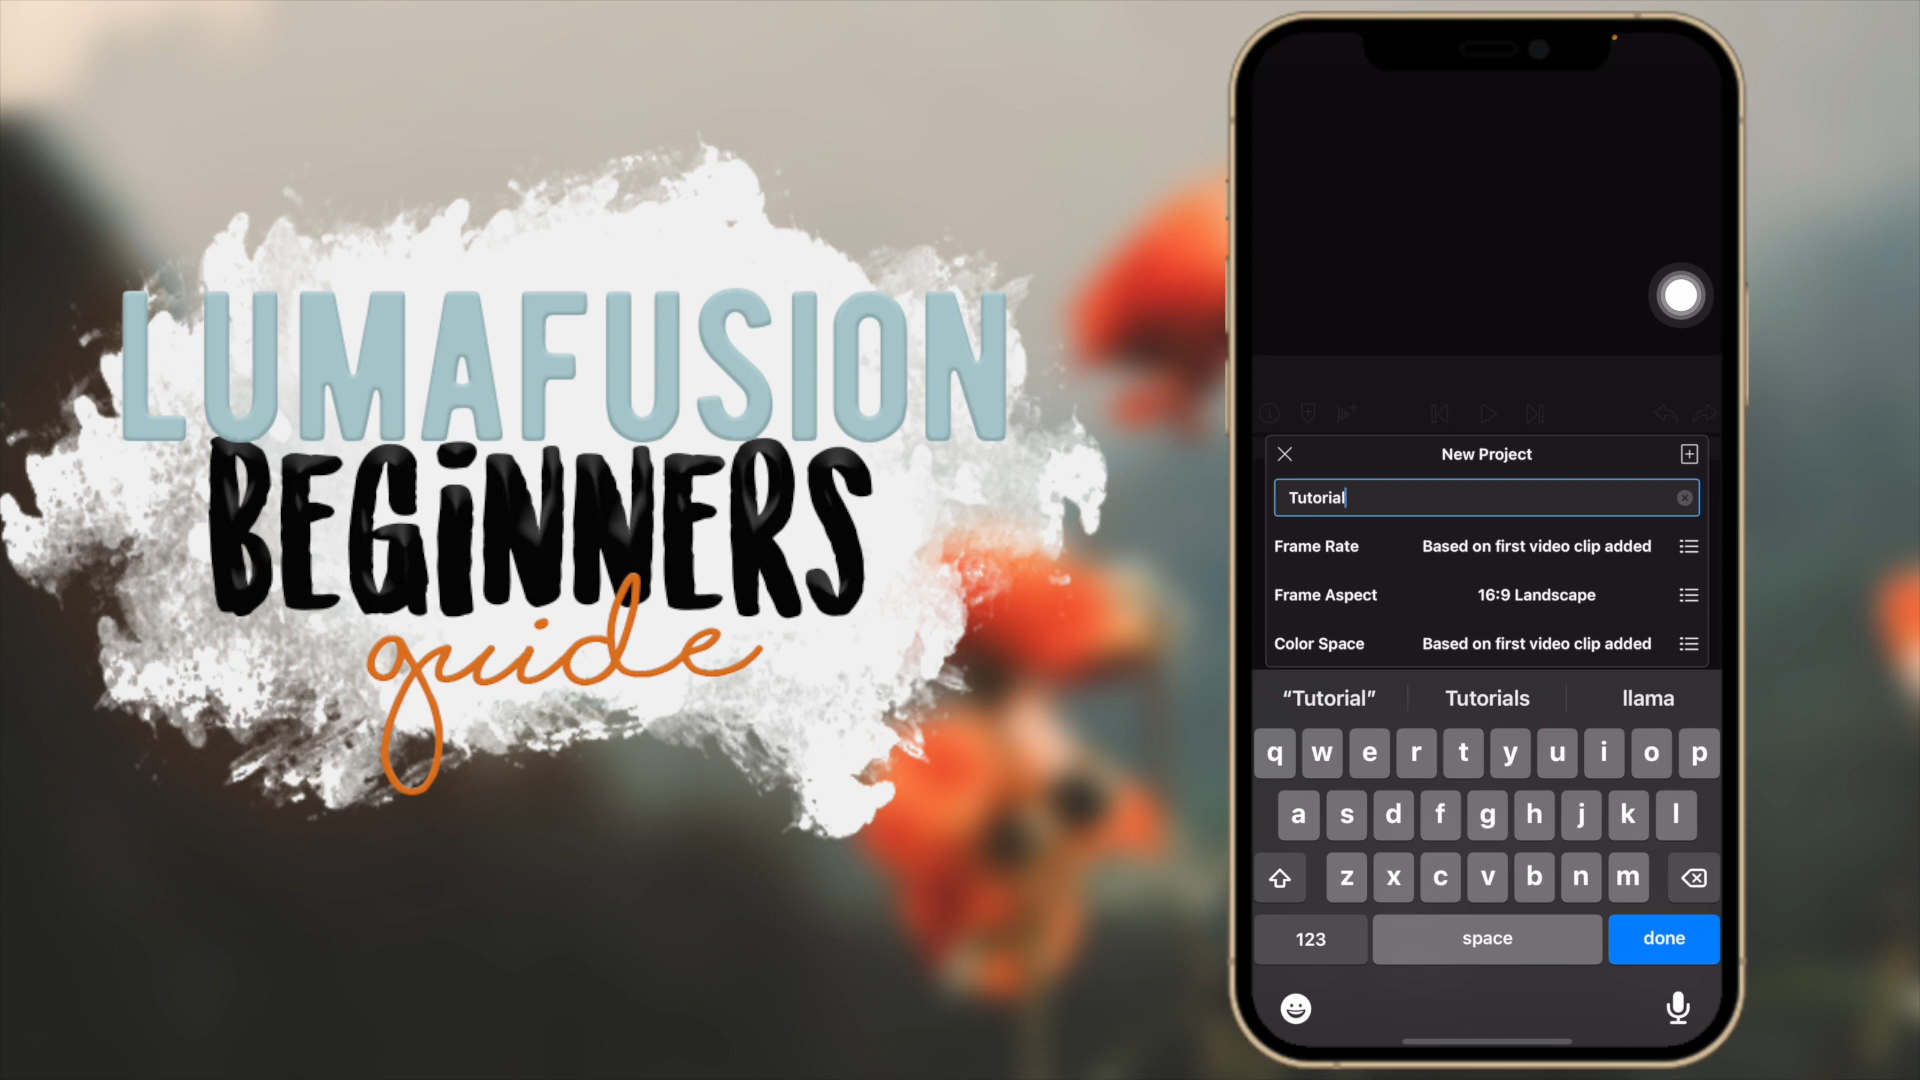 LUMAFUSION
BEGINNERS
guide
New Project
Tutorial
Frame Rate Based on first video clip added
Frame Aspect 16:9 Landscape
Color Space Based on first video clip added
“Tutorial” Tutorials llama
q w e r t y u i o p
a s d f g h j k l
z x c v b n m
123 space done